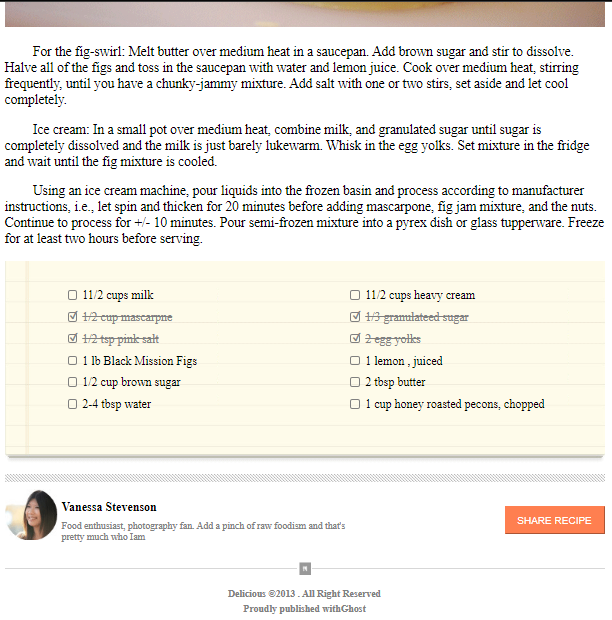 For the fig-swirl: Melt butter over medium heat in a saucepan. Add brown sugar and stir to dissolve.
Halve all of the figs and toss in the saucepan with water and lemon juice. Cook over medium heat, stirring
frequently, until you have a chunky-jammy mixture. Add salt with one or two stirs, set aside and let cool
completely.
Ice cream: In a small pot over medium heat, combine milk, and granulated sugar until sugar is
completely dissolved and the milk is just barely lukewarm. Whisk in the egg yolks. Set mixture in the fridge
and wait until the fig mixture is cooled.
Using an ice cream machine, pour liquids into the frozen basin and process according to manufacturer
instructions, i.e., let spin and thicken for 20 minutes before adding mascarpone, fig jam mixture, and the nuts.
Continue to process for +/- 10 minutes. Pour semi-frozen mixture into a pyrex dish or glass tupperware. Freeze
for at least two hours before serving.
11/2 cups milk
11/2 cups heavy cream
1/2 cup mascarpne
1/3 granulateed sugar
1/2 tsp pink salt
2 egg yolks
1 lb Black Mission Figs
1 lemon , juiced
1/2 cup brown sugar
2 tbsp butter
2-4 tbsp water
1 cup honey roasted pecons, chopped
Vanessa Stevenson
Food enthusiast, photography fan. Add a pinch of raw foodism and that's
pretty much who Iam
SHARE RECIPE
Delicious ©2013 . All Right Reserved
Proudly published withGhost